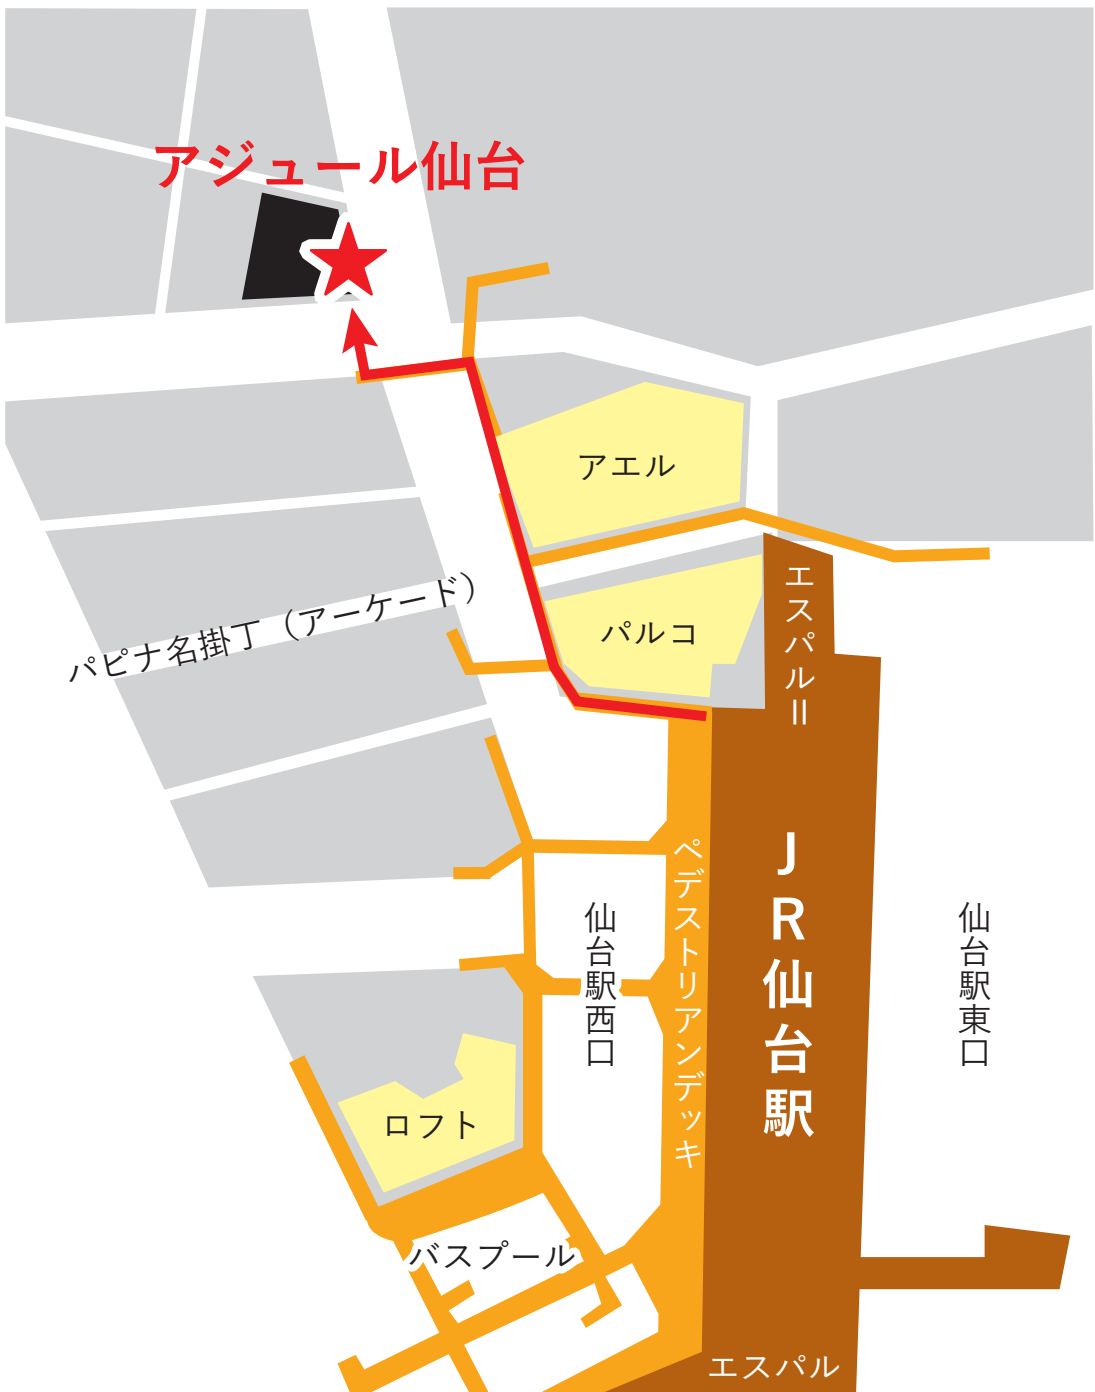 アジュール仙台
アエル
エスパルⅡ
パルコ
パピナ名掛丁（アーケード）
ペデストリアンデッキ
JR仙台駅
仙台駅西口
仙台駅東口
ロフト
バスプール
エスパル